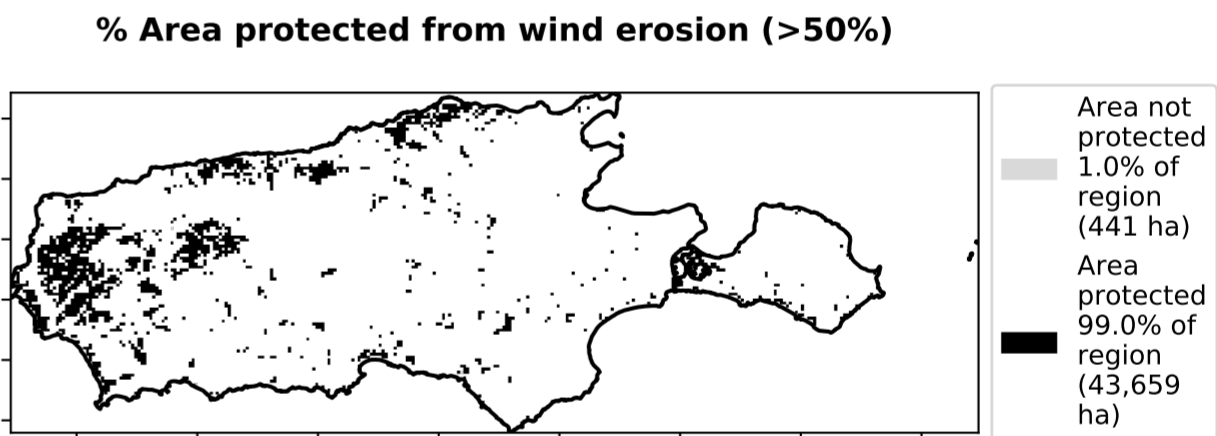 % Area protected from wind erosion (>50%)
Area not
protected
1.0% of
region
(441 ha)
Area
protected
99.0% of
region
(43,659
ha)